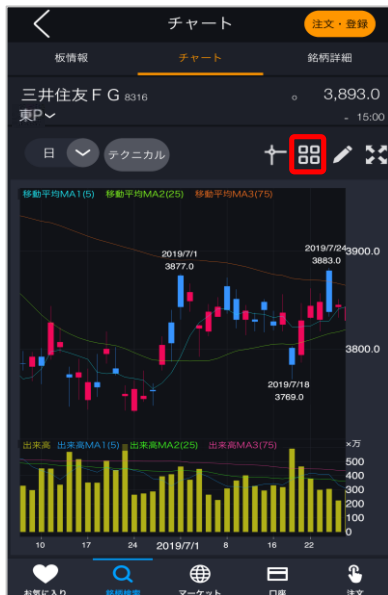 チャート
注文・登録
板情報
チャート
銘柄詳細
三井住友FG 8316
3,893.0
東P
- 15:00
日
テクニカル
移動平均MA1(5) 移動平均MA2(25) 移動平均MA3(75)
2019/7/1
3877.0
2019/7/24
3883.0
3900.0
3800.0
2019/7/18
3769.0
出来高 出来高MA1(5) 出来高MA2(25) 出来高MA3(75)
×万
500
400
300
200
100
0
10 17 24 2019/7/1 8 16 22
お気に入り 銘柄検索 マーケット 口座 注文